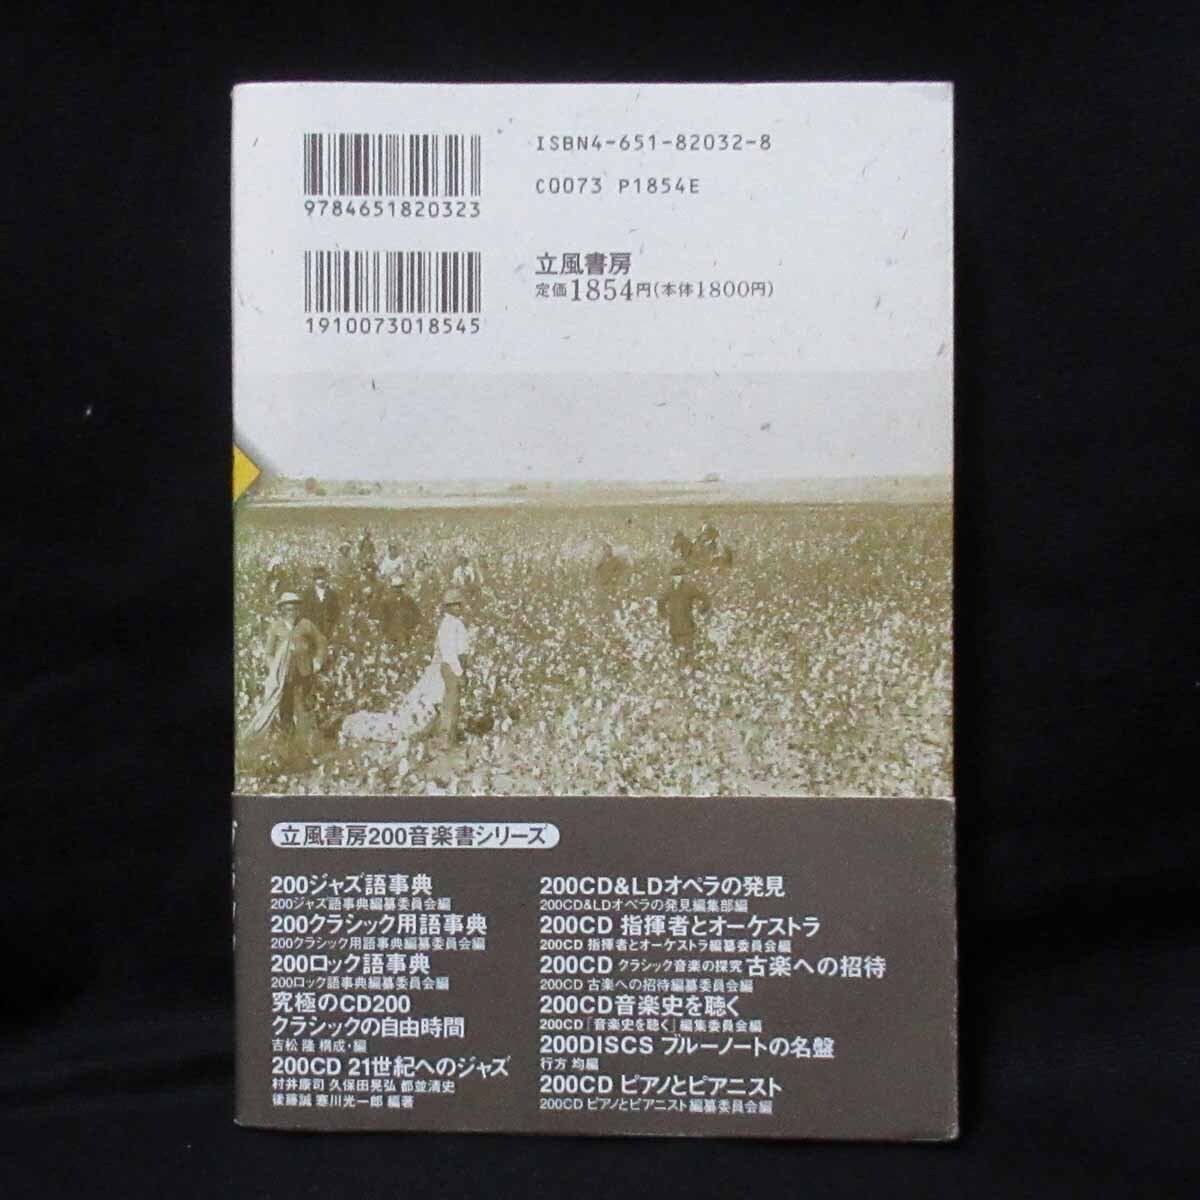 ISBN4-651-82032-8
C0073 P1854E
9784651820323
1910073018545
立風書房
定価1854円(本体1800円)
立風書房200音楽書シリーズ
200ジャズ語事典
200ジャズ語事典編纂委員会編
200クラシック用語事典
200クラシック用語事典編纂委員会編
200ロック語事典
200ロック語事典編纂委員会編
究極のCD200
クラシックの自由時間
吉松 隆 構成・編
200CD 21世紀へのジャズ
村井康司 久保田晃弘 都並清史
後藤誠 寒川光一郎 編著
200CD&LDオペラの発見
200CD&LDオペラの発見編集部編
200CD 指揮者とオーケストラ
200CD 指揮者とオーケストラ編纂委員会編
200CD クラシック音楽の探究 古楽への招待
200CD 古楽への招待編纂委員会編
200CD音楽史を聴く
200CD「音楽史を聴く」編集委員会編
200DISCS ブルーノートの名盤
行方 均編
200CD ピアノとピアニスト
200CD ピアノとピアニスト編纂委員会編